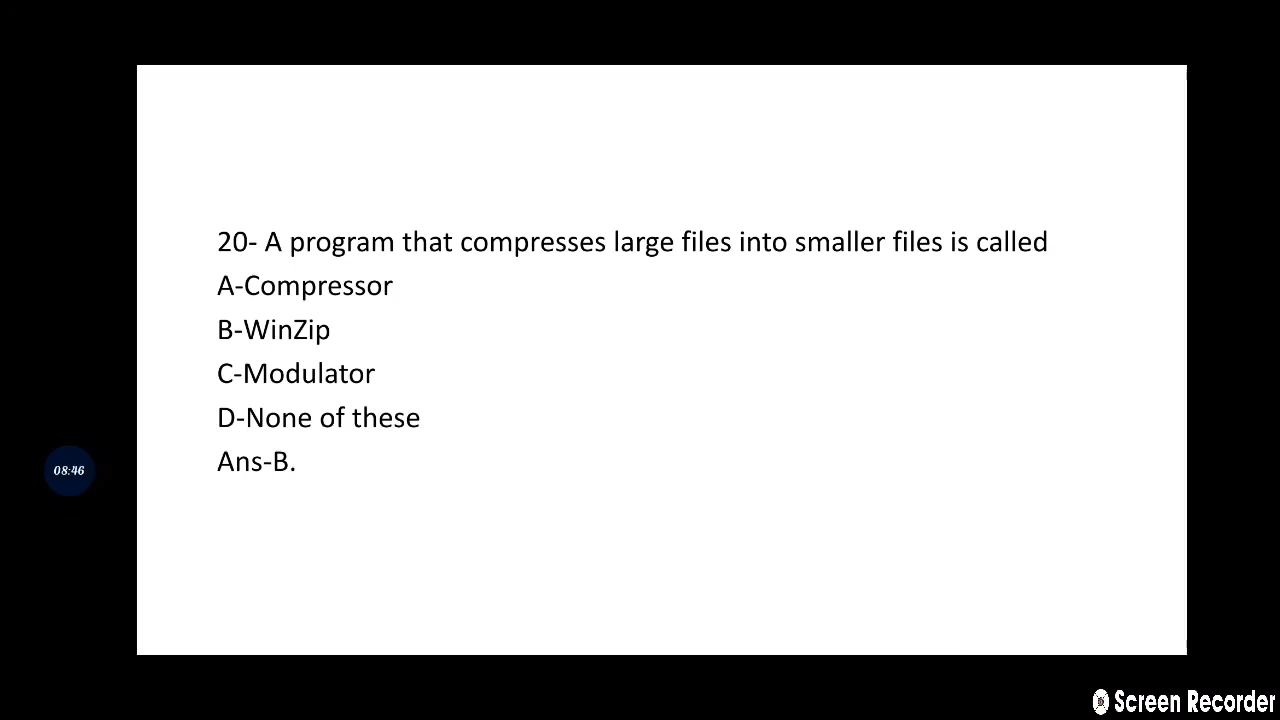 20- A program that compresses large files into smaller files is called
A-Compressor
B-WinZip
C-Modulator
D-None of these
Ans-B.
08:46
Screen Recorder